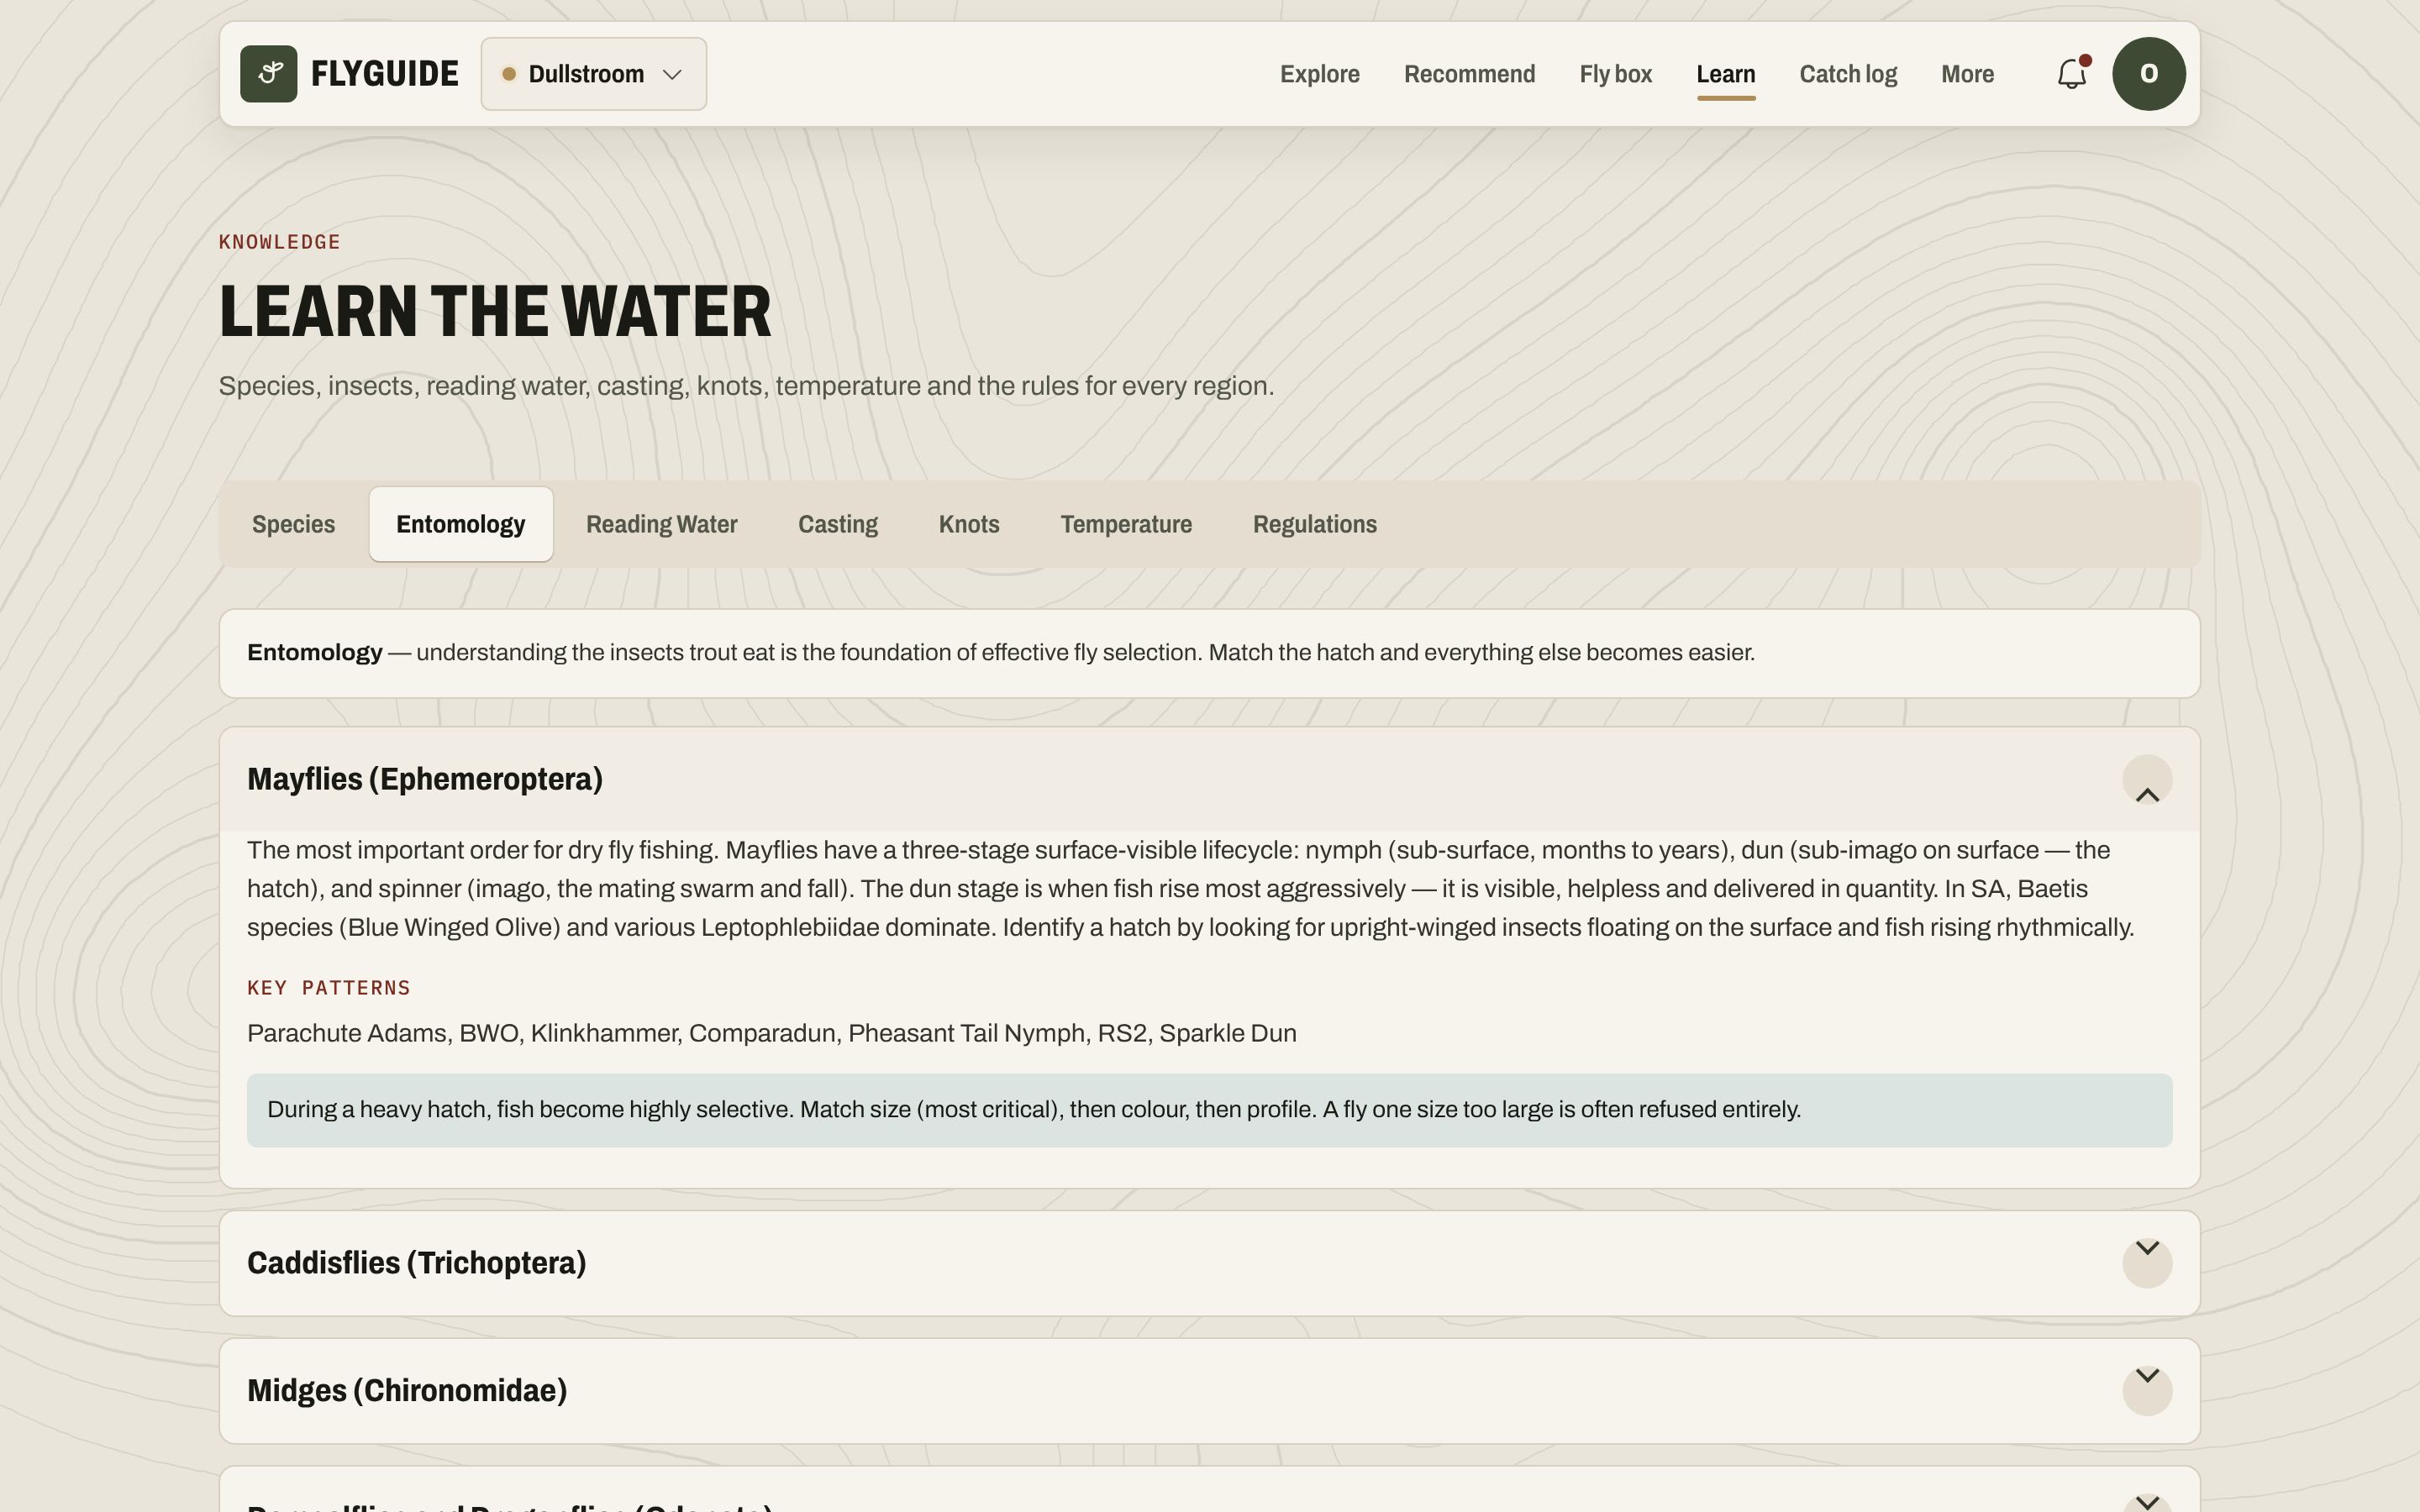 FLYGUIDE
Dullstroom
Explore
Recommend
Fly box
Learn
Catch log
More
O
KNOWLEDGE
LEARN THE WATER
Species, insects, reading water, casting, knots, temperature and the rules for every region.
Species
Entomology
Reading Water
Casting
Knots
Temperature
Regulations
Entomology — understanding the insects trout eat is the foundation of effective fly selection. Match the hatch and everything else becomes easier.
Mayflies (Ephemeroptera)
The most important order for dry fly fishing. Mayflies have a three-stage surface-visible lifecycle: nymph (sub-surface, months to years), dun (sub-imago on surface — the
hatch), and spinner (imago, the mating swarm and fall). The dun stage is when fish rise most aggressively — it is visible, helpless and delivered in quantity. In SA, Baetis
species (Blue Winged Olive) and various Leptophlebiidae dominate. Identify a hatch by looking for upright-winged insects floating on the surface and fish rising rhythmically.
KEY PATTERNS
Parachute Adams, BWO, Klinkhammer, Comparadun, Pheasant Tail Nymph, RS2, Sparkle Dun
During a heavy hatch, fish become highly selective. Match size (most critical), then colour, then profile. A fly one size too large is often refused entirely.
Caddisflies (Trichoptera)
Midges (Chironomidae)
Damselflies and Dragonflies (Odonata)